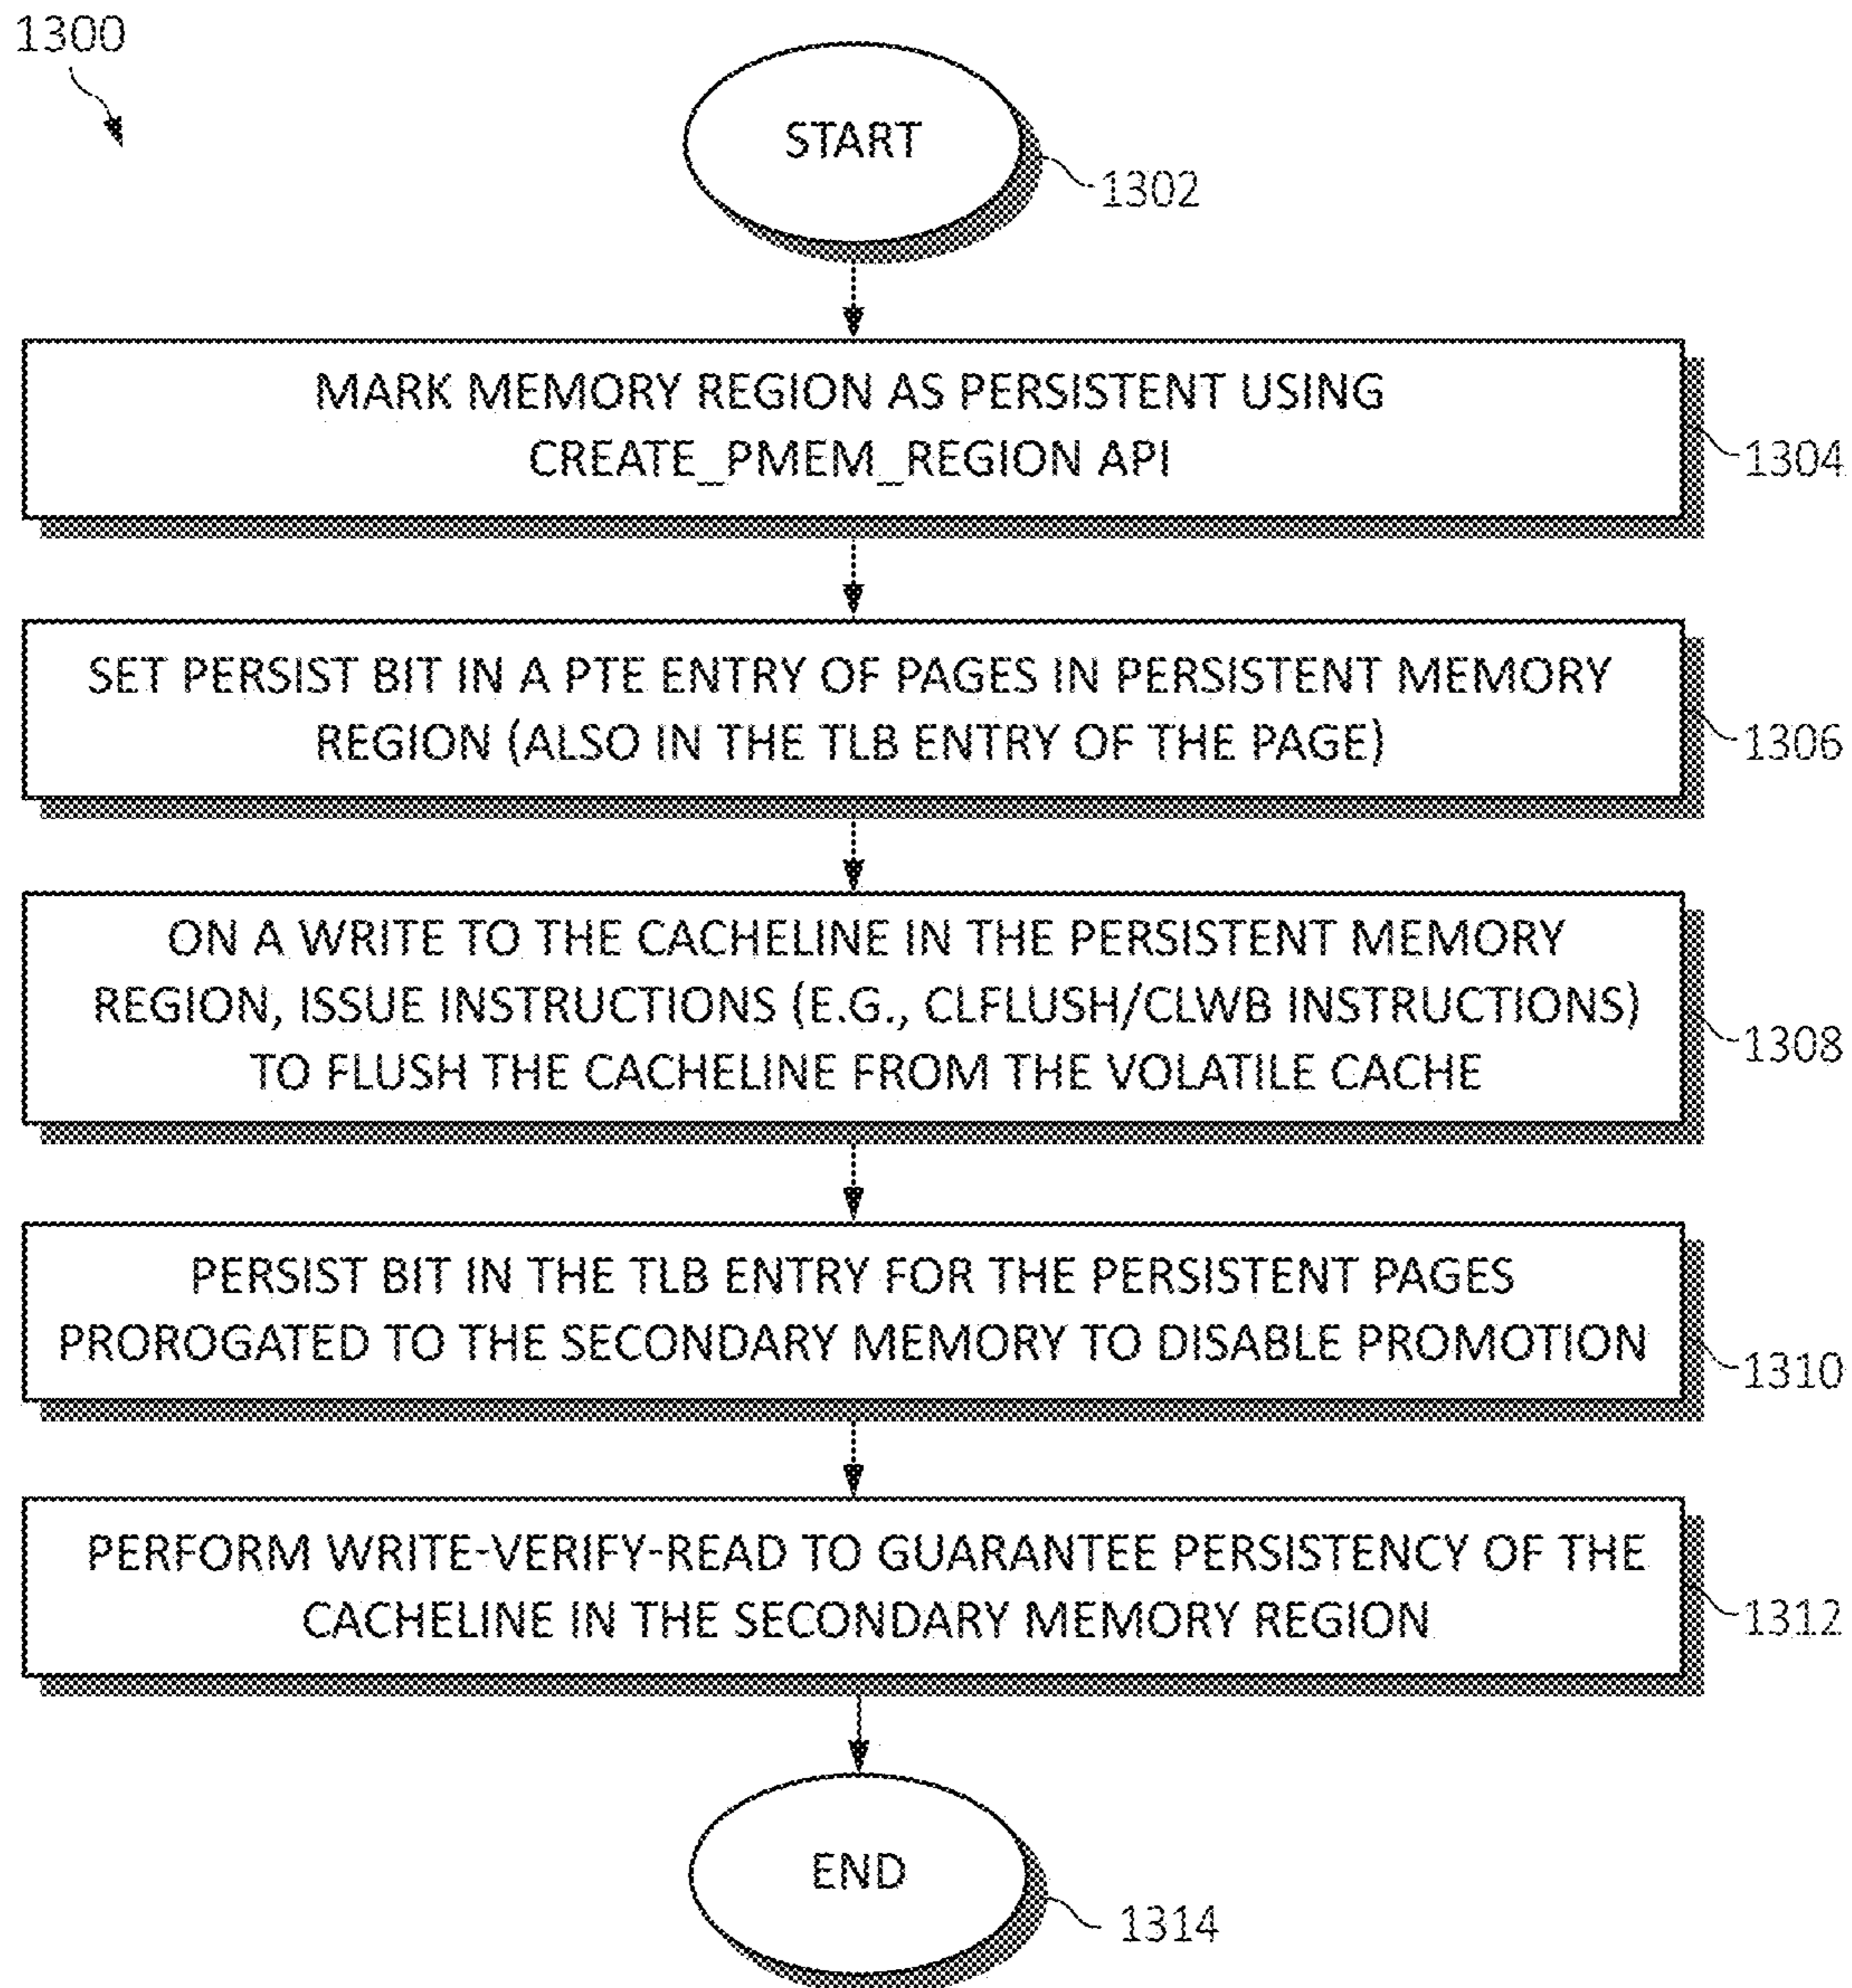 1300
START
1302
MARK MEMORY REGION AS PERSISTENT USING
CREATE_PMEM_REGION API
1304
SET PERSIST BIT IN A PTE ENTRY OF PAGES IN PERSISTENT MEMORY
REGION (ALSO IN THE TLB ENTRY OF THE PAGE)
1306
ON A WRITE TO THE CACHELINE IN THE PERSISTENT MEMORY
REGION, ISSUE INSTRUCTIONS (E.G., CLFLUSH/CLWB INSTRUCTIONS)
TO FLUSH THE CACHELINE FROM THE VOLATILE CACHE
1308
PERSIST BIT IN THE TLB ENTRY FOR THE PERSISTENT PAGES
PROROGATED TO THE SECONDARY MEMORY TO DISABLE PROMOTION
1310
PERFORM WRITE-VERIFY-READ TO GUARANTEE PERSISTENCY OF THE
CACHELINE IN THE SECONDARY MEMORY REGION
1312
END
1314